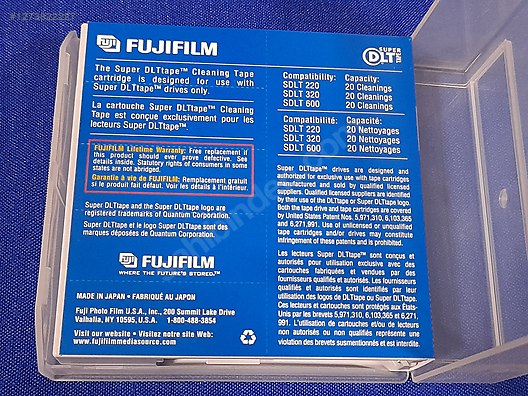 FUJI FUJIFILM
SUPER
DLT
TAPE
The Super DLTtape™ Cleaning Tape
cartridge is designed for use with
Super DLTtape™ drives only.
La cartouche Super DLTtape™ Cleaning
Tape est conçue exclusivement pour les
lecteurs Super DLTtape™.
FUJIFILM Lifetime Warranty: Free replacement if
this product should ever prove defective. See
details inside. Statutory rights of consumers in some
states are not affected.
Garantie à vie de FUJIFILM: Remplacement gratuit
si le produit fait défaut. Voir les détails à l'intérieur.
Super DLTtape and the Super DLTtape logo are
registered trademarks of Quantum Corporation.
Super DLTtape et le logo Super DLTtape sont des
marques déposées de Quantum Corporation.
FUJI FUJIFILM
WHERE THE FUTURE'S STORED.™
MADE IN JAPAN • FABRIQUÉ AU JAPON
Fuji Photo Film U.S.A., Inc., 200 Summit Lake Drive
Valhalla, NY 10595, U.S.A. 1-800-488-3854
Visit our website • Visitez notre site Web:
www.fujifilmmediasource.com
Compatibility: Capacity:
SDLT 220 20 Cleanings
SDLT 320 20 Cleanings
SDLT 600 20 Cleanings
Compatibilité: Capacité:
SDLT 220 20 Nettoyages
SDLT 320 20 Nettoyages
SDLT 600 20 Nettoyages
Super DLTtape™ drives are designed and
authorized for exclusive use with tape cartridges
manufactured and sold by qualified licensed
suppliers. Qualified licensed suppliers are identified
by their use of the DLTtape or Super DLTtape logo.
Both the tape drive and tape cartridges are covered
by United States Patent Nos. 5,971,310, 6,103,365
and 6,271,991. Use of unlicensed or unqualified
tape cartridges and/or drives may constitute
infringement of these patents and is prohibited.
Les lecteurs Super DLTtape™ sont conçus et
autorisés pour utilisation exclusive avec des
cartouches fabriquées et vendues par des
fournisseurs qualifiés et autorisés. Les fournisseurs
qualifiés et autorisés sont identifiés par leur
utilisation des logos de DLTtape ou Super DLTtape.
Ces lecteurs et cartouches sont protégés aux États-
Unis par les brevets 5,971,310, 6,103,365 et 6,271,
991. L'utilisation de cartouches et/ou de lecteurs
non autorisés ou non qualifiés représente une
violation des brevets susmentionnés et est interdite.